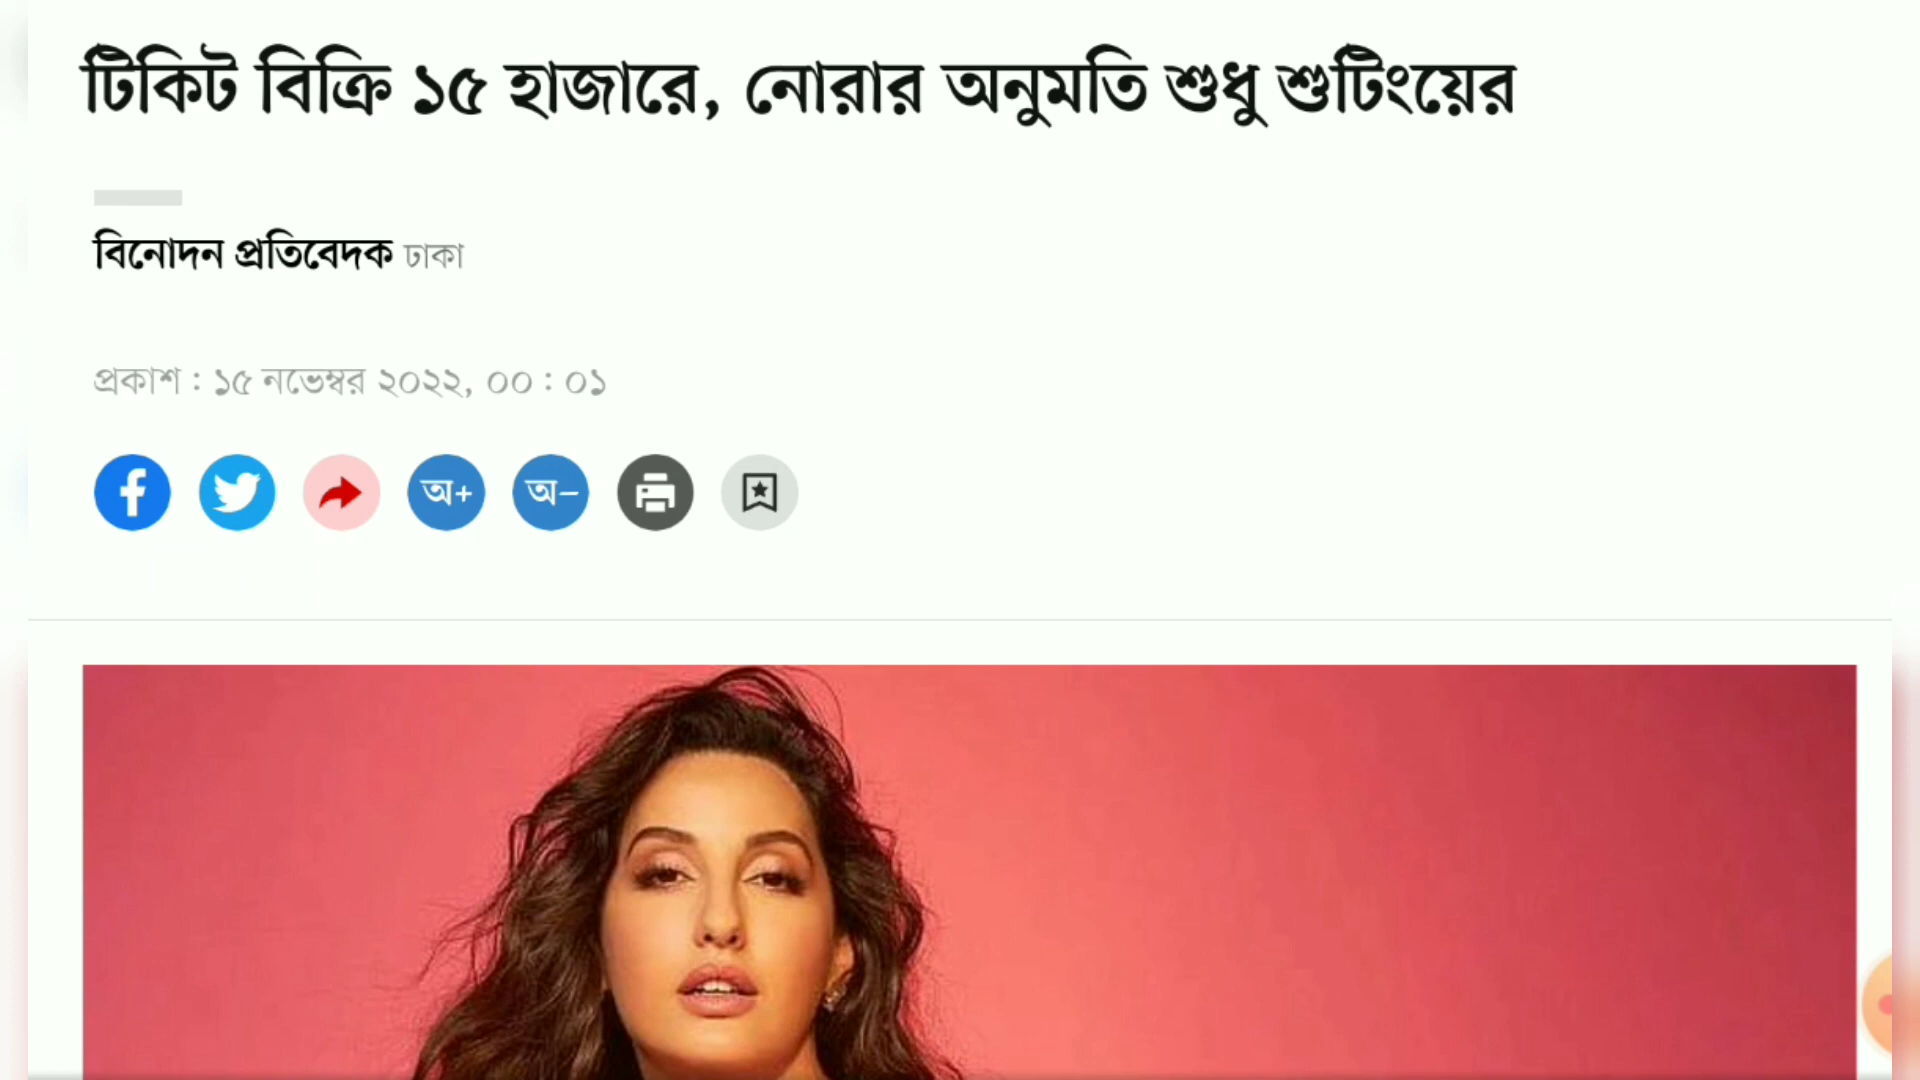 টিকিট বিক্রি ১৫ হাজারে, নোরার অনুমতি শুধু শুটিংয়ের
বিনোদন প্রতিবেদক ঢাকা
প্রকাশ : ১৫ নভেম্বর ২০২২, ০০ : ০১
অ+ অ–